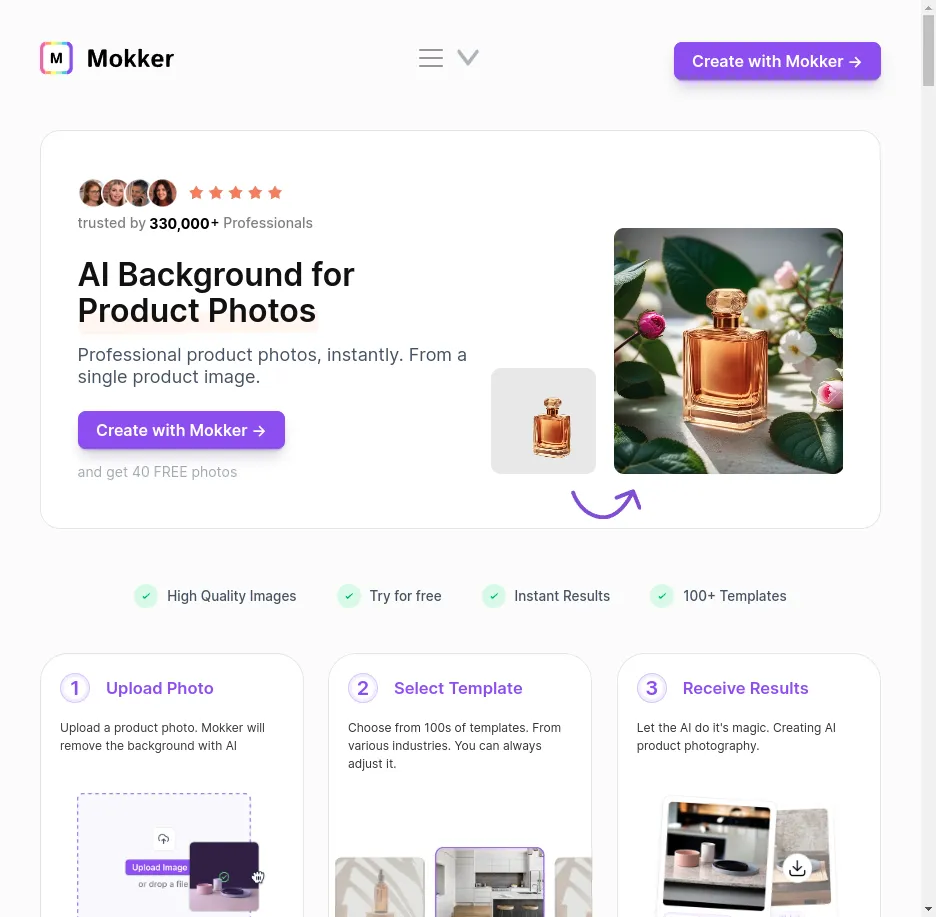 M Mokker
Create with Mokker →
trusted by 330,000+ Professionals
AI Background for
Product Photos
Professional product photos, instantly. From a
single product image.
Create with Mokker →
and get 40 FREE photos
High Quality Images
Try for free
Instant Results
100+ Templates
1 Upload Photo
Upload a product photo. Mokker will
remove the background with AI
Upload Image
or drop a file
2 Select Template
Choose from 100s of templates. From
various industries. You can always
adjust it.
3 Receive Results
Let the AI do it's magic. Creating AI
product photography.